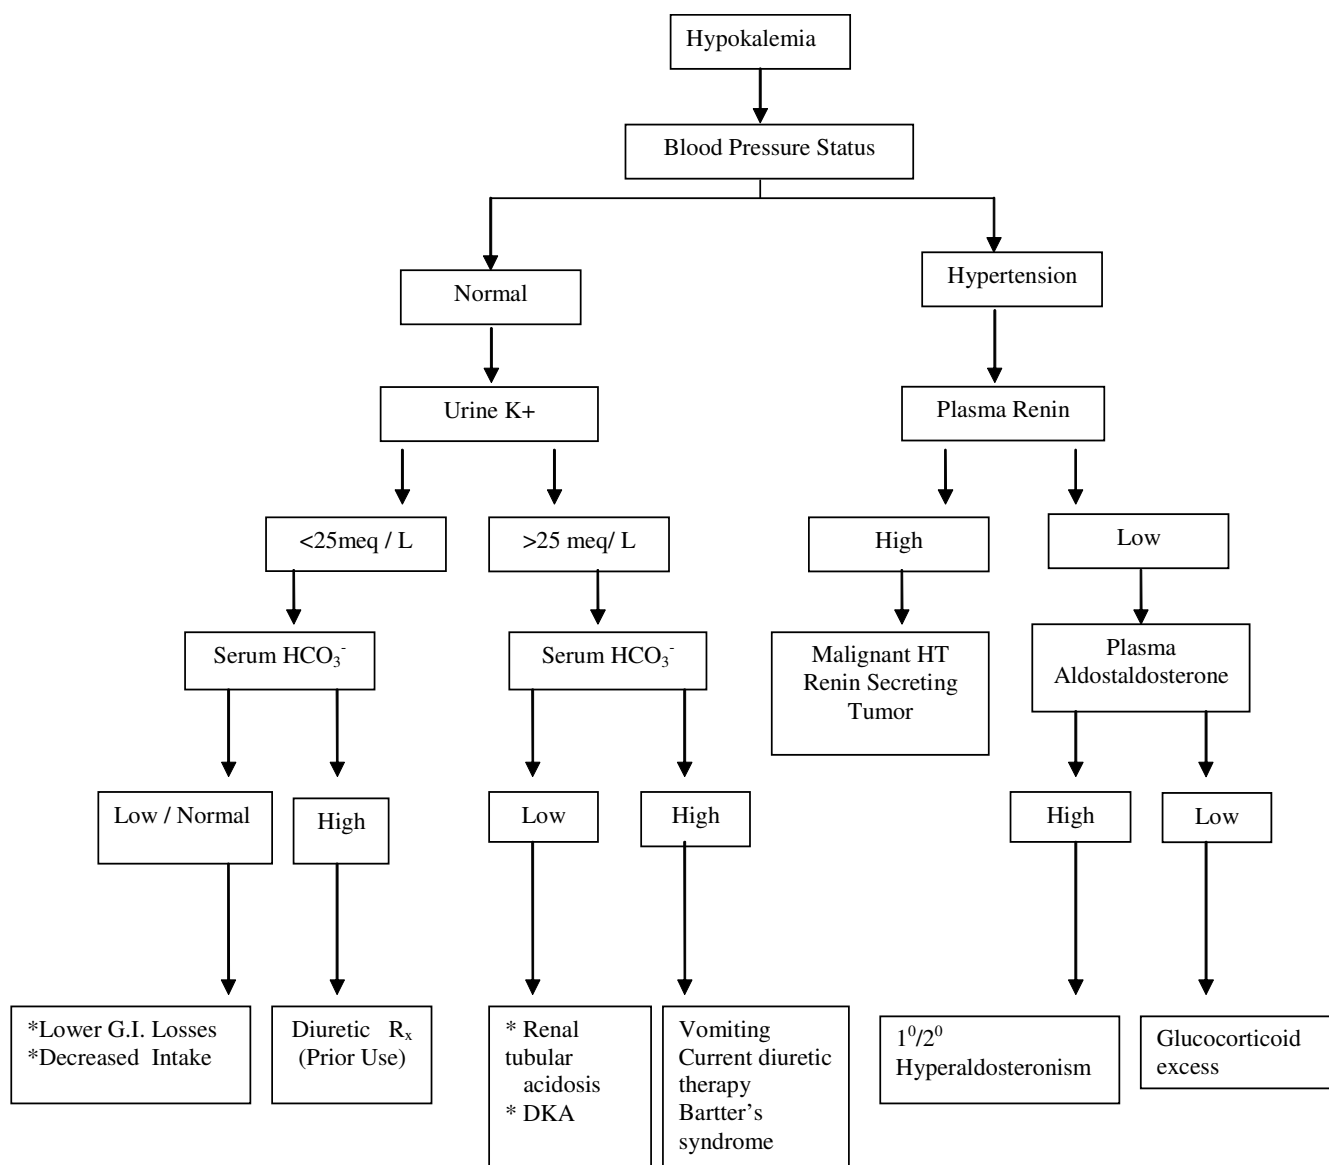 Hypokalemia
Blood Pressure Status
Normal
Hypertension
Urine K+
Plasma Renin
<25meq / L
>25 meq/ L
High
Low
Serum HCO₃⁻
Serum HCO₃⁻
Malignant HT
Renin Secreting
Tumor
Plasma
Aldostaldosterone
Low / Normal
High
Low
High
High
Low
*Lower G.I. Losses
*Decreased Intake
Diuretic Rₓ
(Prior Use)
* Renal
tubular
acidosis
* DKA
Vomiting
Current diuretic
therapy
Bartter's
syndrome
1⁰/2⁰
Hyperaldosteronism
Glucocorticoid
excess